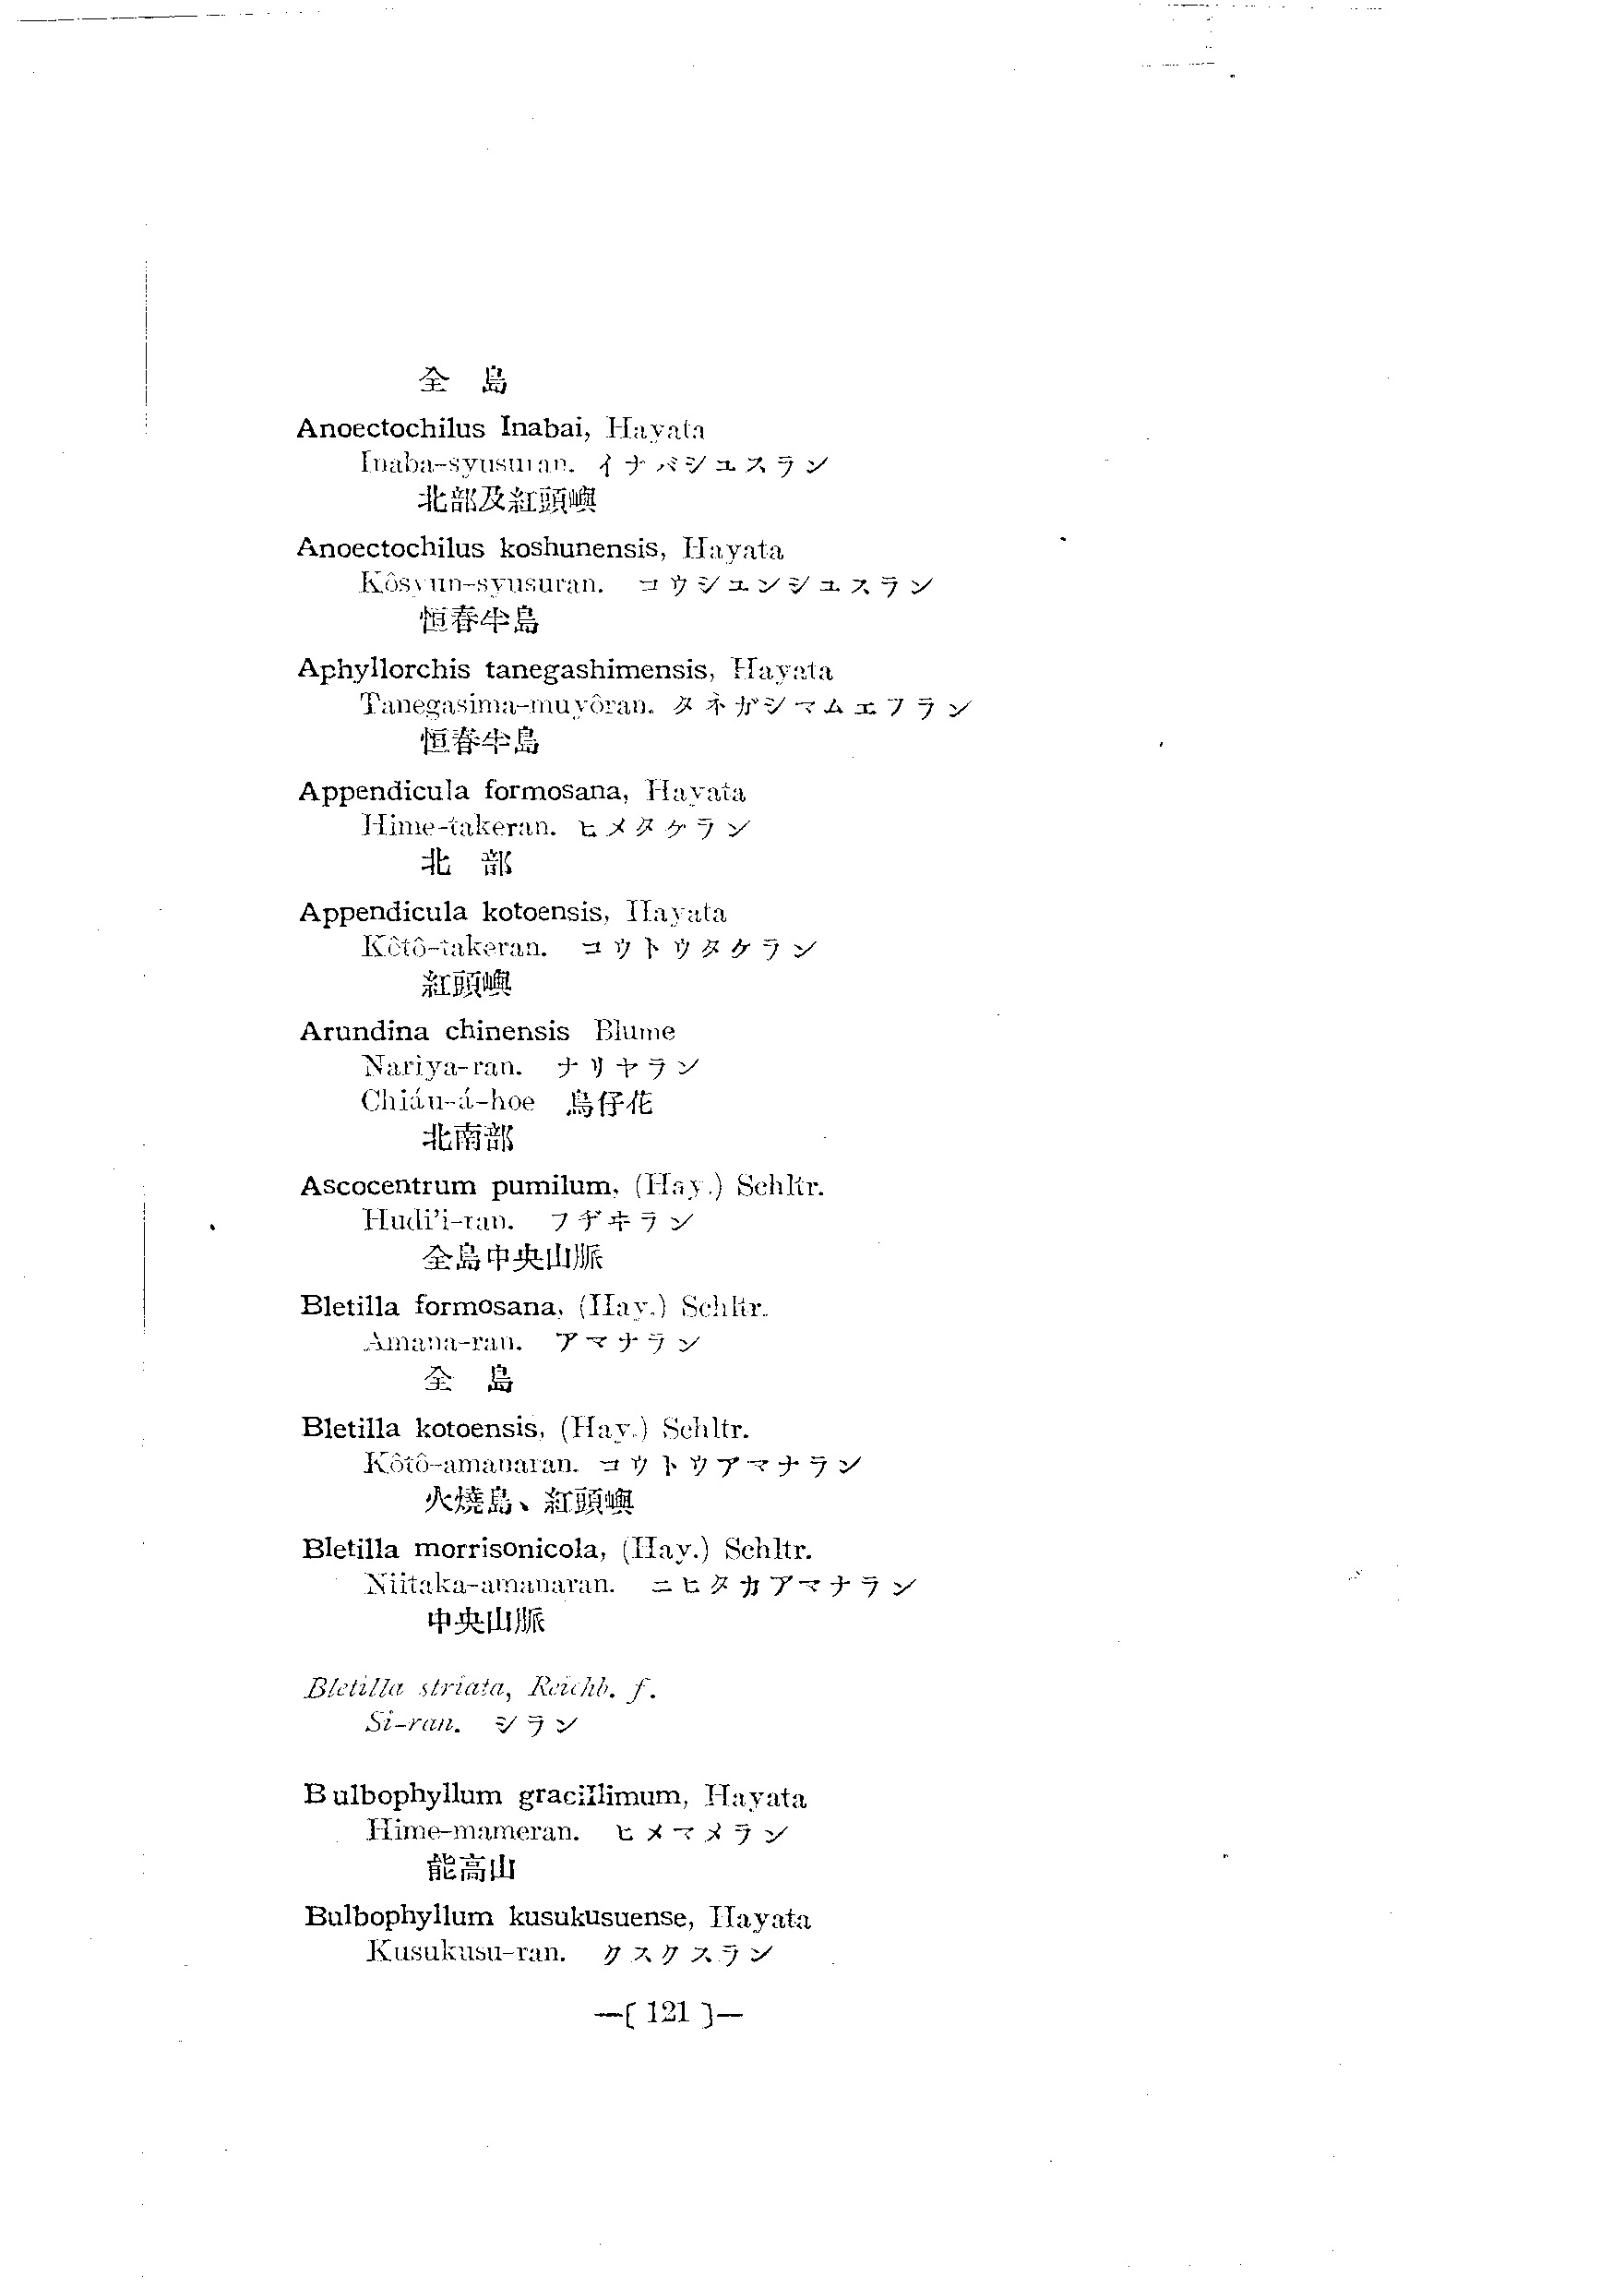 全 島
Anoectochilus Inabai, Hayata
Inaba-syusuran. イナバシユスラン
北部及紅頭嶼
Anoectochilus koshunensis, Hayata
Kôsyun-syusuran. コウシユンシユスラン
恒春半島
Aphyllorchis tanegashimensis, Hayata
Tanegasima-muyôran. タネガシマムエフラン
恒春半島
Appendicula formosana, Hayata
Hime-takeran. ヒメタケラン
北 部
Appendicula kotoensis, Hayata
Kôtô-takeran. コウトウタケラン
紅頭嶼
Arundina chinensis Blume
Nariya-ran. ナリヤラン
Chiáu-á-hoe 鳥仔花
北南部
Ascocentrum pumilum, (Hay.) Schltr.
Hudi'i-ran. フヂヰラン
全島中央山脈
Bletilla formosana, (Hay.) Schltr.
Amana-ran. アマナラン
全 島
Bletilla kotoensis, (Hay.) Schltr.
Kôtô-amanaran. コウトウアマナラン
火燒島、紅頭嶼
Bletilla morrisonicola, (Hay.) Schltr.
Niitaka-amanaran. ニヒタカアマナラン
中央山脈
Bletilla striata, Reichb. f.
Si-ran. シラン
Bulbophyllum gracillimum, Hayata
Hime-mameran. ヒメマメラン
能高山
Bulbophyllum kusukusuense, Hayata
Kusukusu-ran. クスクスラン
—( 121 )—